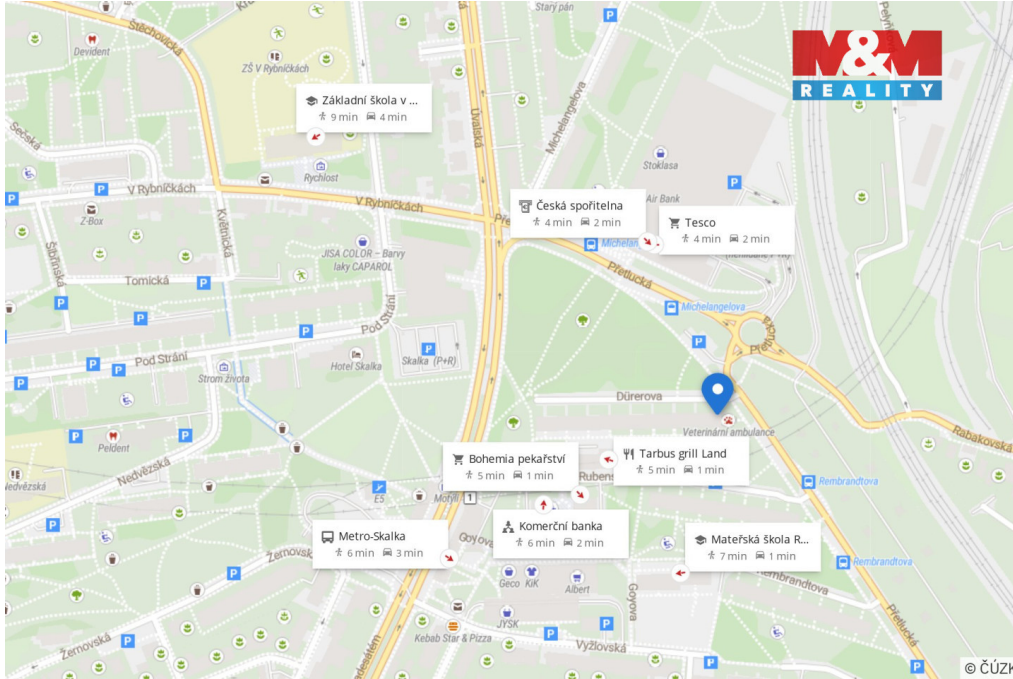 Starý pán
Štěchovická
Devident
ZŠ V Rybníčkách
M&M
REALITY
Základní škola v ...
9 min 4 min
Úvalská
Michelangelova
Sečská
Rychlost
Stoklasa
Air Bank
V Rybníčkách
V Rybníčkách
Z-Box
Květnická
Česká spořitelna
4 min 2 min
Tesco
4 min 2 min
Šibřinská
JISA COLOR – Barvy
laky CAPAROL
Přetlucká
Tomická
Michelangelova
Pod Strání
Pod Strání
Skalka (P+R)
Hotel Skalka
Strom života
Přetlucká
Dürerova
Veterinární ambulance
Rabakovská
Peldent
Nedvězská
Nedvězská
Bohemia pekařství
5 min 1 min
Tarbus grill Land
5 min 1 min
Rembrandtova
E5
Motýl
1
Metro-Skalka
6 min 3 min
Komerční banka
6 min 2 min
Mateřská škola R...
7 min 1 min
Goyova
Rembrandtova
Rembrandtova
Geco
KiK
Albert
Goyova
JYSK
Kebab Star & Pizza
Vyžlovská
Přetlucká
Žernovská
© ČÚZK